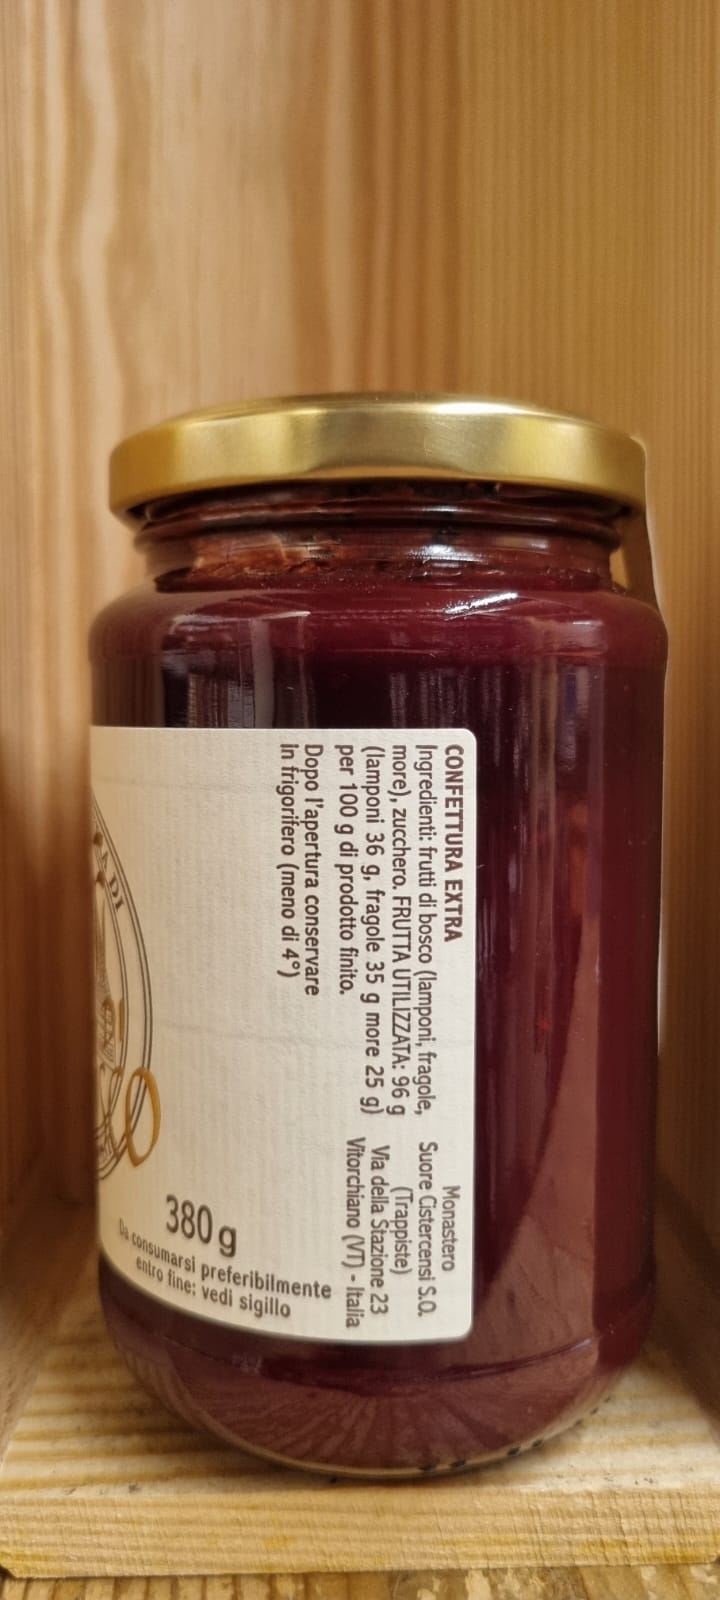 CONFETTURA EXTRA
Ingredienti: frutti di bosco (lamponi, fragole,
more), zucchero. FRUTTA UTILIZZATA: 96 g
(lamponi 36 g, fragole 35 g more 25 g)
per 100 g di prodotto finito.
Dopo l'apertura conservare
in frigorifero (meno di 4°)
Monastero
Suore Cistercensi S.O.
(Trappiste)
Via della Stazione 23
Vitorchiano (VT) - Italia
380 g
Da consumarsi preferibilmente
entro fine: vedi sigillo
DI